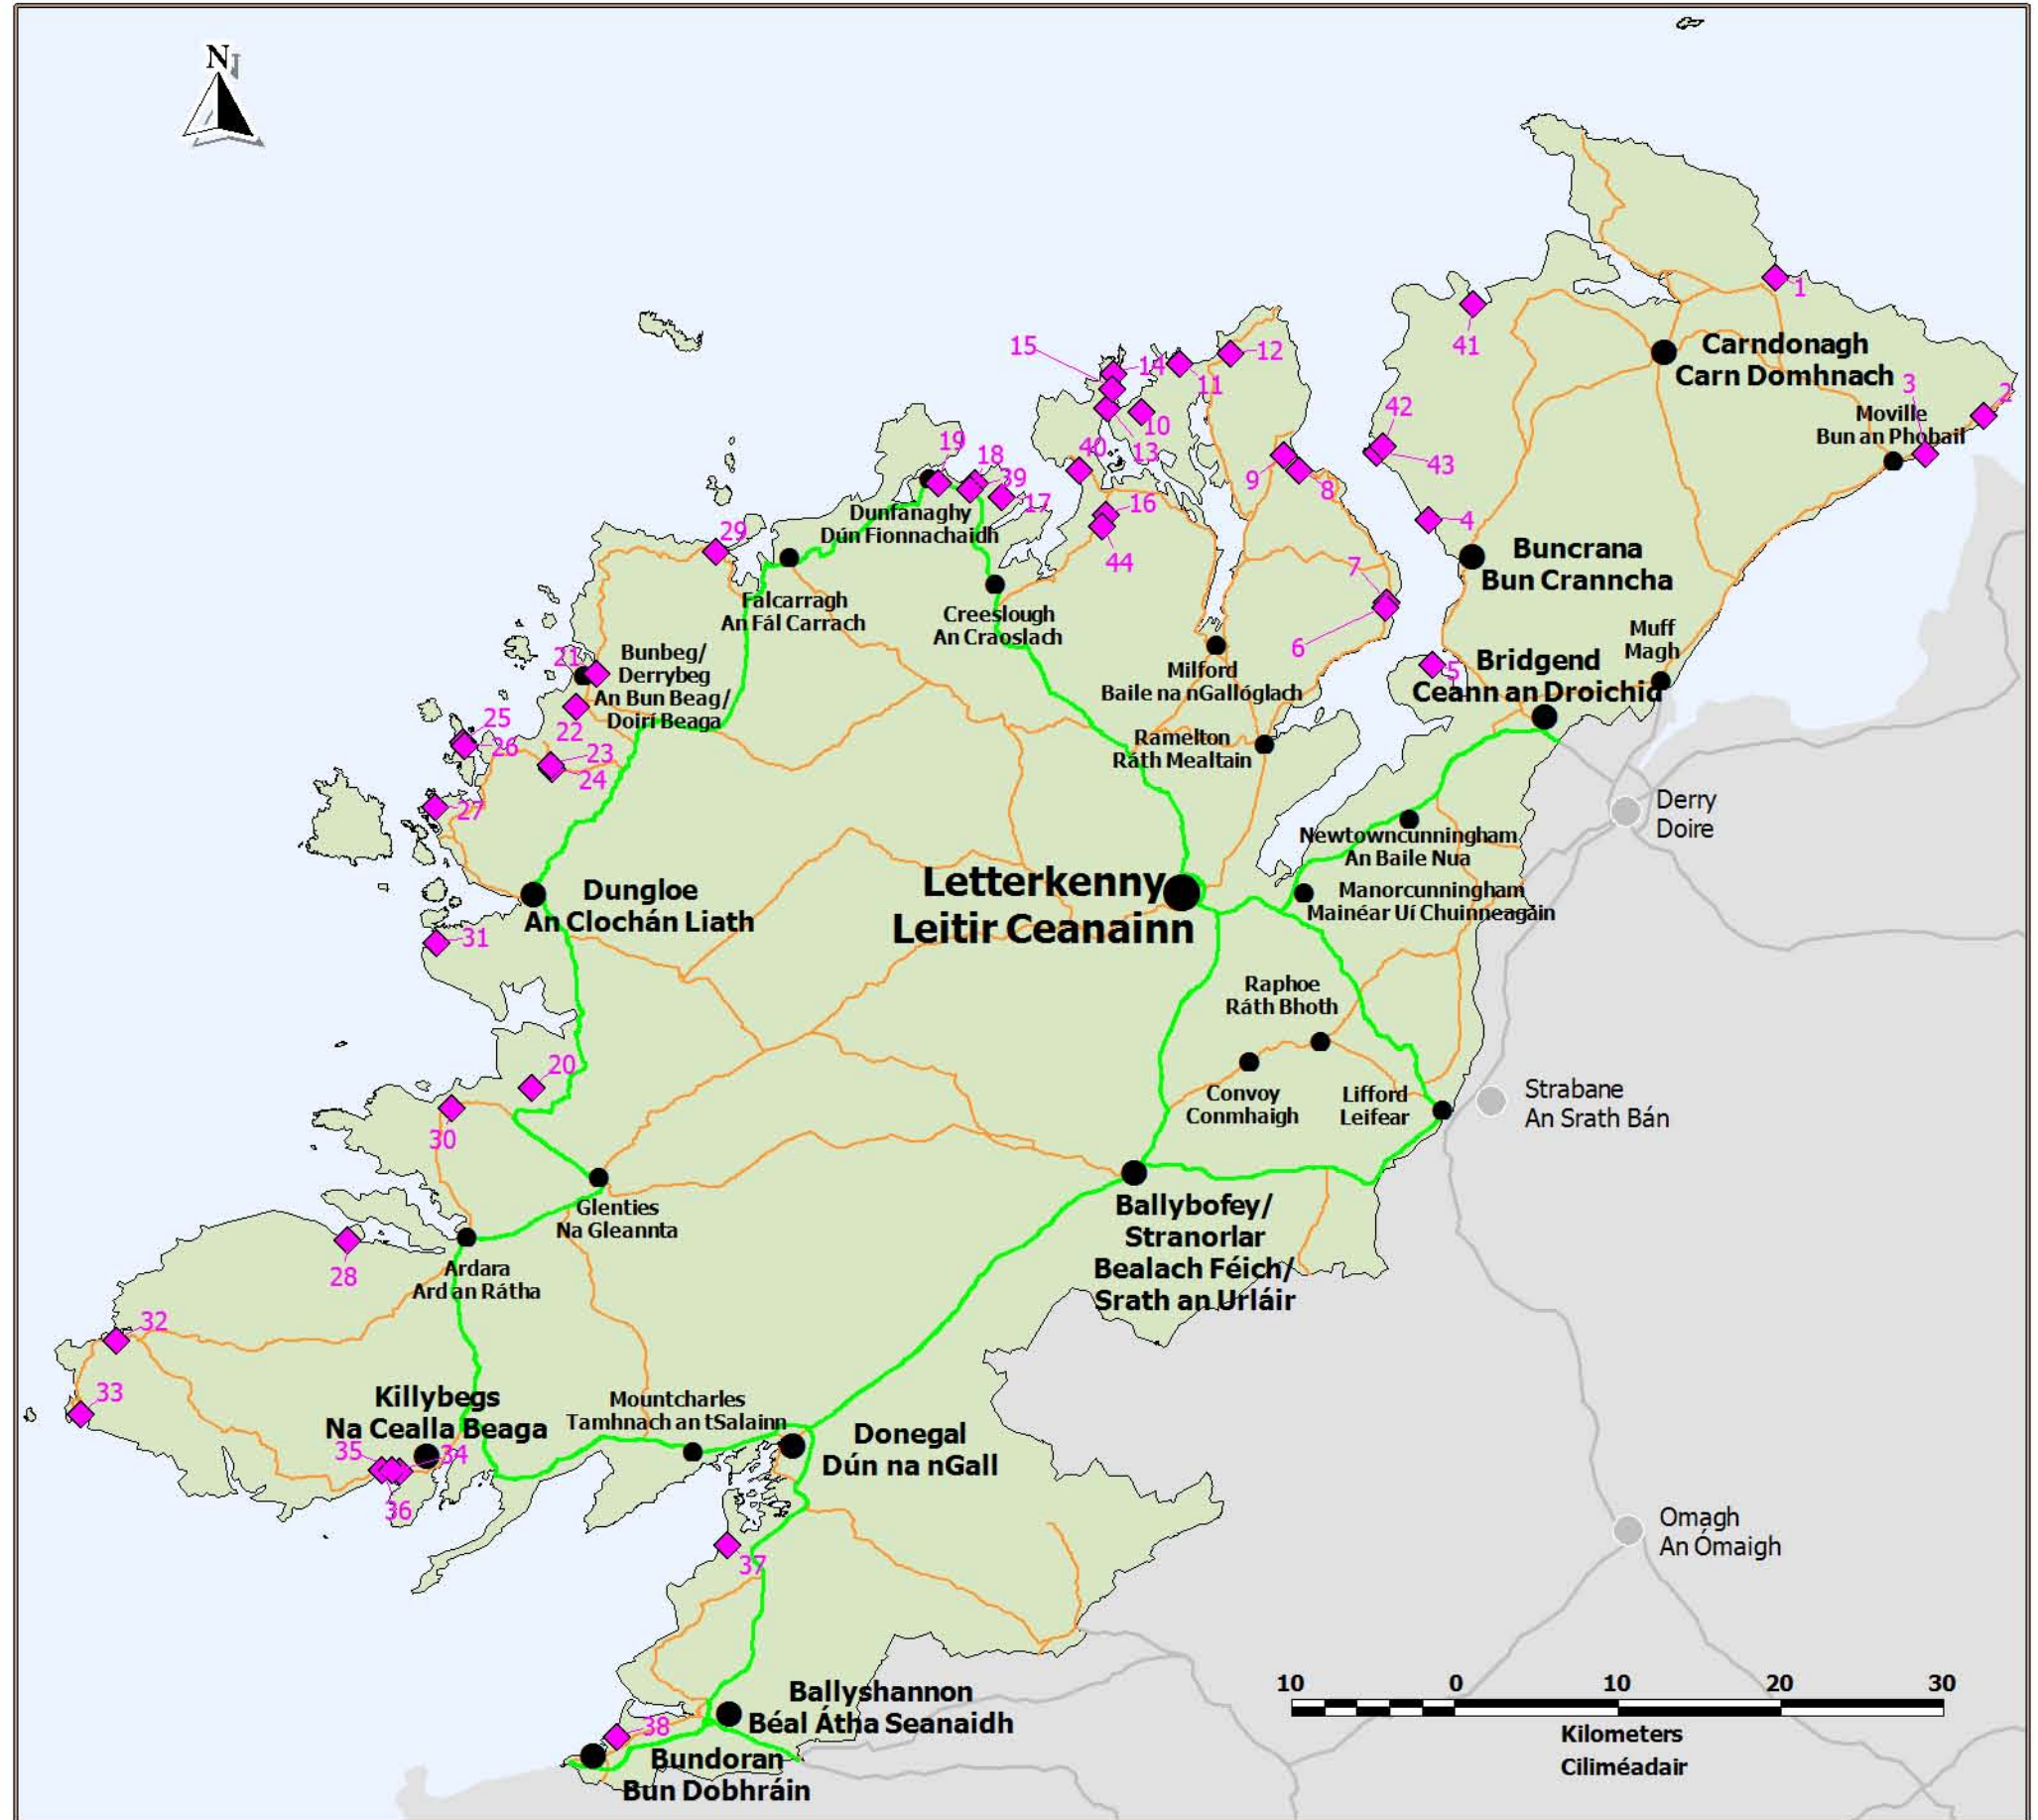 N
1
41
Carndonagh
Carn Domhnach
15
14
12
11
3
2
Moville
Bun an Phobail
42
43
10
13
40
19
18
39
17
9
8
Dunfanaghy
Dún Fionnachaidh
16
44
4
29
7
Buncrana
Bun Cranncha
Falcarragh
An Fál Carrach
Creeslough
An Craoslach
6
Muff
Magh
21
Bunbeg/
Derrybeg
An Bun Beag/
Doirí Beaga
Milford
Baile na nGallóglach
5
Bridgend
Ceann an Droichid
25
26
22
23
24
Ramelton
Ráth Mealtain
27
Derry
Doire
Newtowncunningham
An Baile Nua
Dungloe
An Clochán Liath
Letterkenny
Leitir Ceanainn
Manorcunningham
Mainéar Uí Chuinneagáin
31
Raphoe
Ráth Bhoth
20
30
Convoy
Conmhaigh
Lifford
Leifear
Strabane
An Srath Bán
Glenties
Na Gleannta
Ballybofey/
Stranorlar
Bealach Féich/
Srath an Urláir
28
Ardara
Ard an Rátha
32
33
Killybegs
Na Cealla Beaga
Mountcharles
Tamhnach an tSalainn
35
34
36
Donegal
Dún na nGall
37
Omagh
An Ómaigh
38
Ballyshannon
Béal Átha Seanaidh
Bundoran
Bun Dobhráin
10 0 10 20 30
Kilometers
Ciliméadair